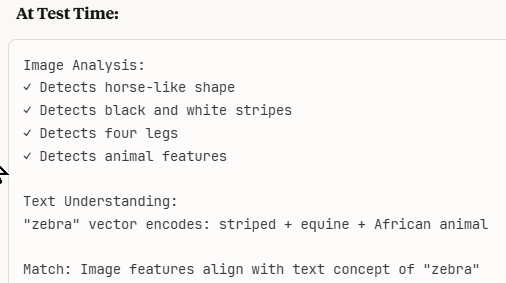 At Test Time:
Image Analysis:
✓ Detects horse-like shape
✓ Detects black and white stripes
✓ Detects four legs
✓ Detects animal features
Text Understanding:
"zebra" vector encodes: striped + equine + African animal
Match: Image features align with text concept of "zebra"